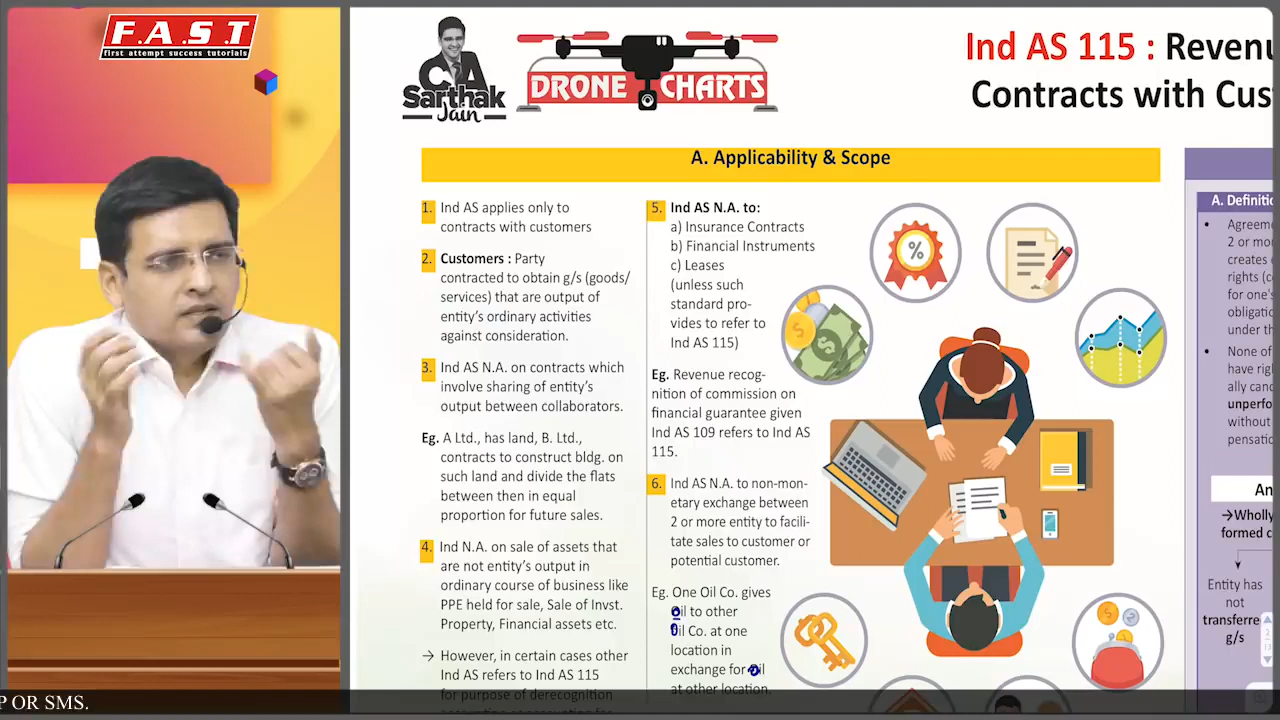 F.A.S.T
first attempt success tutorials
CA
Sarthak
Jain
DRONE CHARTS
Ind AS 115 : Revenu
Contracts with Cus
A. Applicability & Scope
1. Ind AS applies only to
contracts with customers
2. Customers : Party
contracted to obtain g/s (goods/
services) that are output of
entity's ordinary activities
against consideration.
3. Ind AS N.A. on contracts which
involve sharing of entity's
output between collaborators.
Eg. A Ltd., has land, B. Ltd.,
contracts to construct bldg. on
such land and divide the flats
between then in equal
proportion for future sales.
4. Ind N.A. on sale of assets that
are not entity's output in
ordinary course of business like
PPE held for sale, Sale of Invst.
Property, Financial assets etc.
→ However, in certain cases other
Ind AS refers to Ind AS 115
for purpose of derecognition
5. Ind AS N.A. to:
a) Insurance Contracts
b) Financial Instruments
c) Leases
(unless such
standard pro-
vides to refer to
Ind AS 115)
Eg. Revenue recog-
nition of commission on
financial guarantee given
Ind AS 109 refers to Ind AS
115.
6. Ind AS N.A. to non-mon-
etary exchange between
2 or more entity to facili-
tate sales to customer or
potential customer.
Eg. One Oil Co. gives
oil to other
Oil Co. at one
location in
exchange for oil
at other location.
A. Definitio
• Agreeme
2 or mo
creates e
rights (c
for one's
obligatio
under th
• None of
have righ
ally canc
unperfo
without
pensatio
An
→Wholly
formed c
Entity has
not
transferre
g/s
P OR SMS.